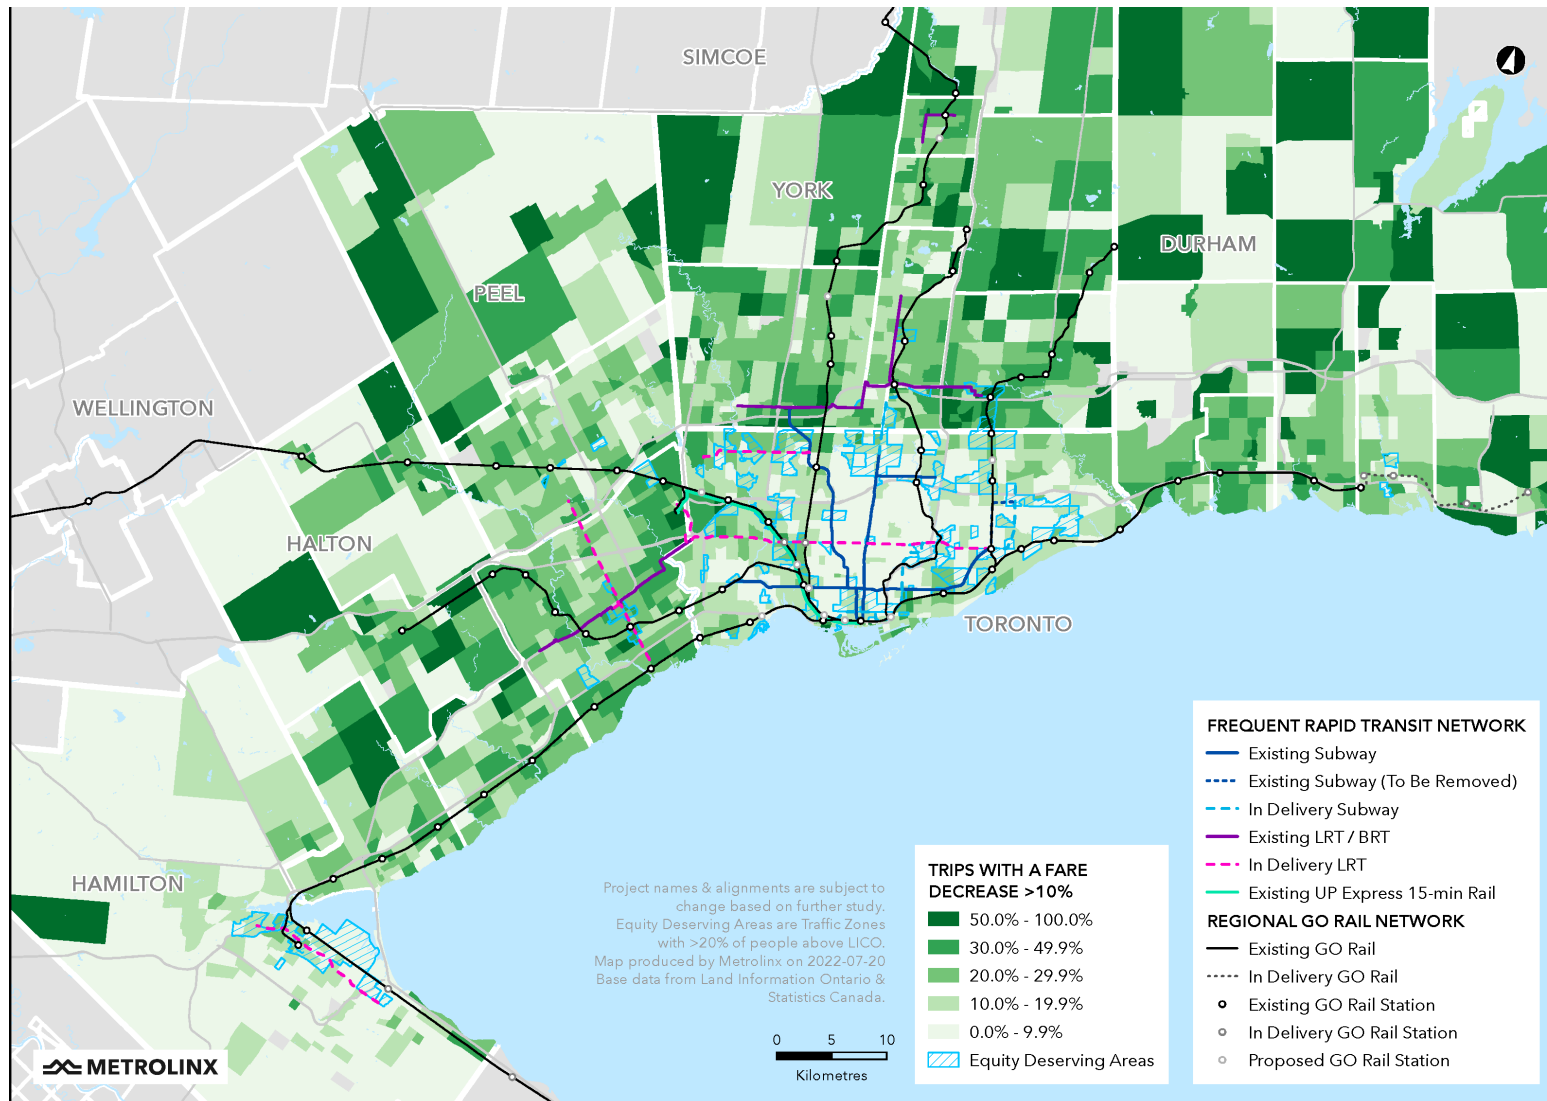 SIMCOE
YORK
DURHAM
PEEL
WELLINGTON
HALTON
TORONTO
HAMILTON
Project names & alignments are subject to
change based on further study.
Equity Deserving Areas are Traffic Zones
with >20% of people above LICO.
Map produced by Metrolinx on 2022-07-20
Base data from Land Information Ontario &
Statistics Canada.
0 5 10
Kilometres
METROLINX
TRIPS WITH A FARE
DECREASE >10%
50.0% - 100.0%
30.0% - 49.9%
20.0% - 29.9%
10.0% - 19.9%
0.0% - 9.9%
Equity Deserving Areas
FREQUENT RAPID TRANSIT NETWORK
Existing Subway
Existing Subway (To Be Removed)
In Delivery Subway
Existing LRT / BRT
In Delivery LRT
Existing UP Express 15-min Rail
REGIONAL GO RAIL NETWORK
Existing GO Rail
In Delivery GO Rail
Existing GO Rail Station
In Delivery GO Rail Station
Proposed GO Rail Station